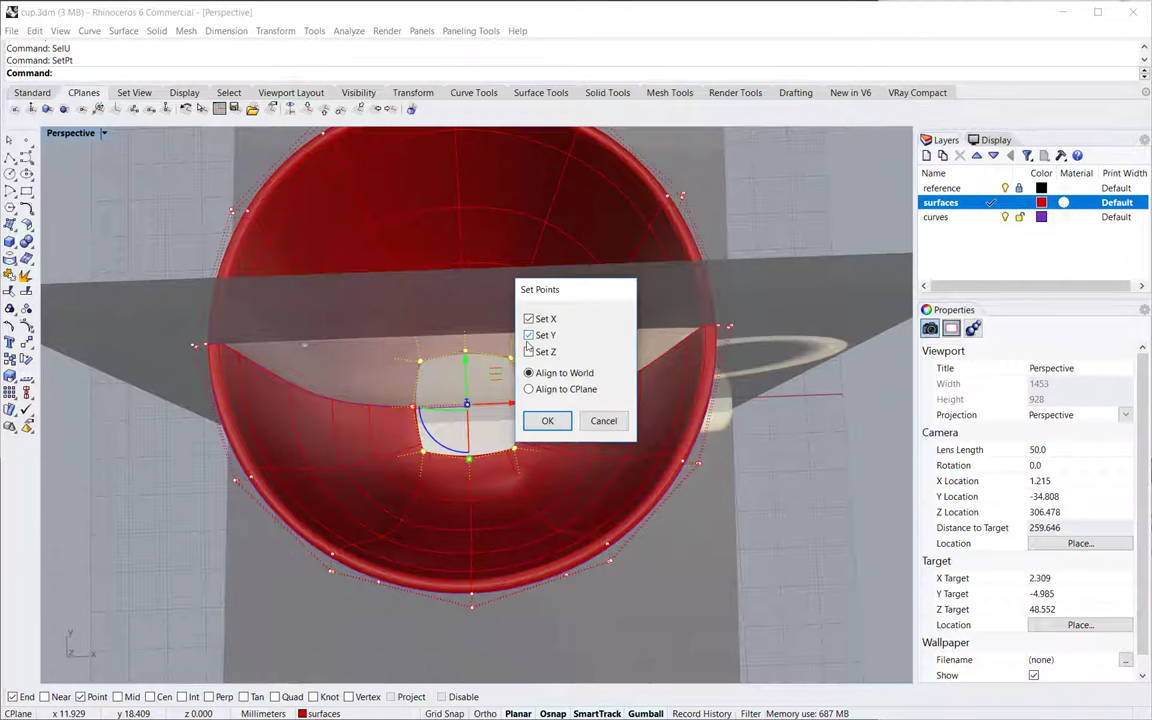 cup.3dm (3 MB) - Rhinoceros 6 Commercial - [Perspective]
File Edit View Curve Surface Solid Mesh Dimension Transform Tools Analyze Render Panels Paneling Tools Help
Command: SelU
Command: SetPt
Command:
Standard CPlanes Set View Display Select Viewport Layout Visibility Transform Curve Tools Surface Tools Solid Tools Mesh Tools Render Tools Drafting New in V6 VRay Compact
Perspective
Layers Display
Name Color Material Print Width
reference Default
surfaces Default
curves Default
Set Points
Set X
Set Y
Set Z
Align to World
Align to CPlane
OK Cancel
Properties
Viewport
Title Perspective
Width 1453
Height 928
Projection Perspective
Camera
Lens Length 50.0
Rotation 0.0
X Location 1.215
Y Location -34.808
Z Location 306.478
Distance to Target 259.646
Location Place...
Target
X Target 2.309
Y Target -4.985
Z Target 48.552
Location Place...
Wallpaper
Filename (none) ...
Show
y
z x
End Near Point Mid Cen Int Perp Tan Quad Knot Vertex Project Disable
CPlane x 11.929 y 18.409 z 0.000 Millimeters surfaces Grid Snap Ortho Planar Osnap SmartTrack Gumball Record History Filter Memory use: 687 MB